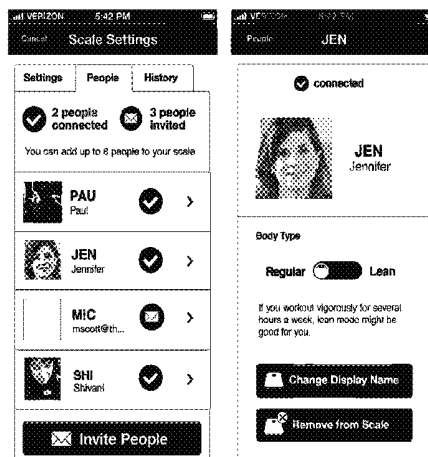 VERIZON 5:42 PM
Cancel Scale Settings
Settings People History
2 people connected
3 people invited
You can add up to 8 people to your scale
PAU
Paul
JEN
Jennifer
MIC
mscott@th...
SHI
Shivani
Invite People
People JEN
connected
JEN
Jennifer
Body Type
Regular Lean
If you workout vigorously for several
hours a week, lean mode might be
good for you.
Change Display Name
Remove from Scale